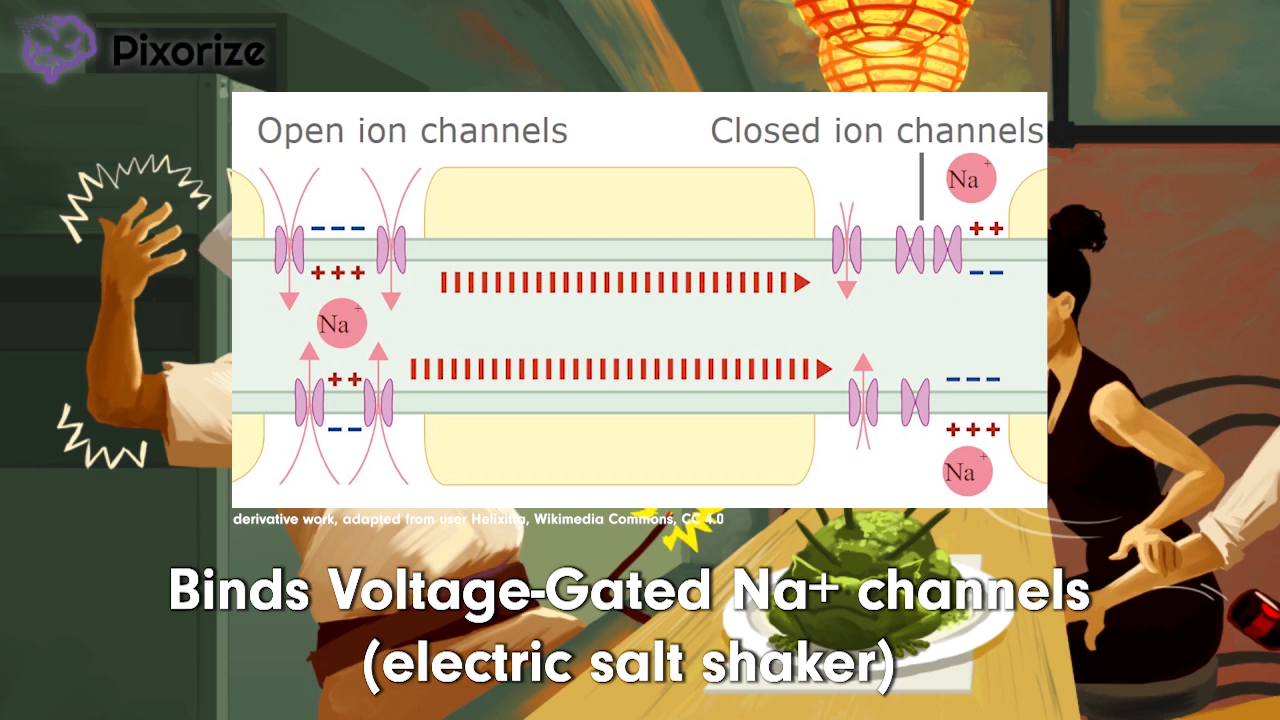 Pixorize
Open ion channels
Closed ion channels
Na+
– – –
++
+++
– –
Na+
++
– –
– – –
+++
Na+
derivative work, adapted from user Helixitta, Wikimedia Commons, CC 4.0
Binds Voltage-Gated Na+ channels
(electric salt shaker)